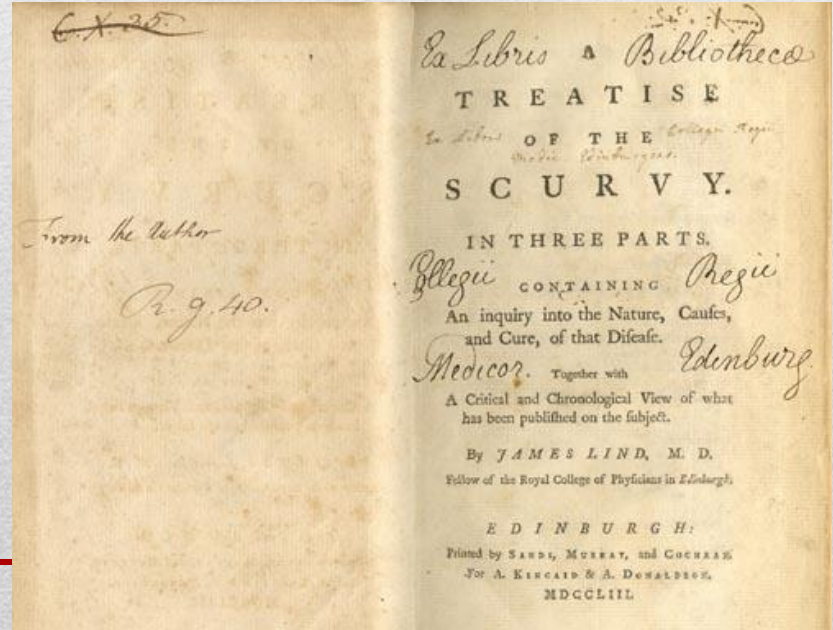 C. X. 25.
From the Author
R. g. 40.
Ex Libris Bibliothecæ
A
TREATISE
OF THE
SCURVY.
IN THREE PARTS.
Collegii Regii
CONTAINING
An inquiry into the Nature, Cauſes,
and Cure, of that Diſeaſe.
Medicor. Edinburg.
Together with
A Critical and Chronological View of what
has been publiſhed on the ſubject.
By JAMES LIND, M. D.
Fellow of the Royal College of Phyſicians in Edinburgh.
EDINBURGH:
Printed by SANDS, MURRAY, and COCHRAN.
For A. KINCAID & A. DONALDSON.
MDCCLIII.